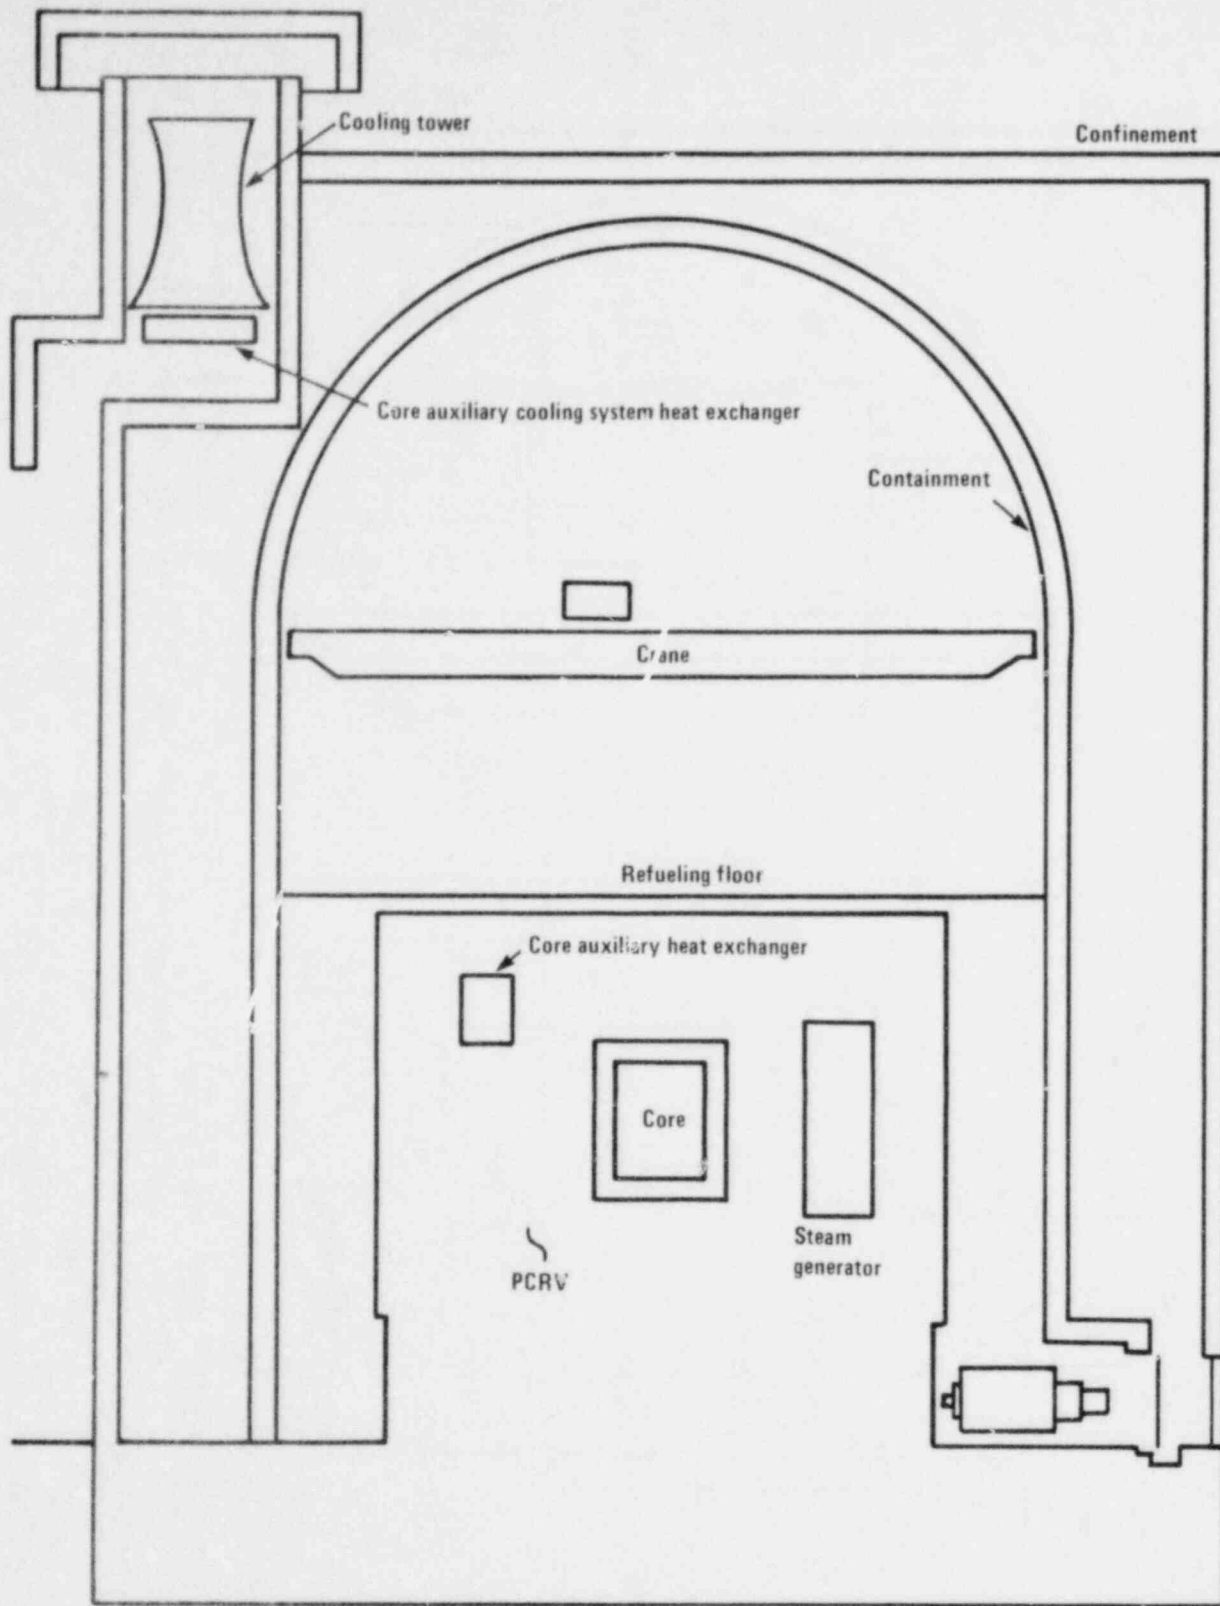 Cooling tower
Confinement
Core auxiliary cooling system heat exchanger
Containment
Crane
Refueling floor
Core auxiliary heat exchanger
Core
Steam
generator
PCRV